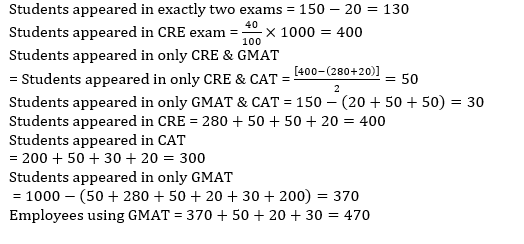 Students appeared in exactly two exams = 150 − 20 = 130
Students appeared in CRE exam = 40/100 × 1000 = 400
Students appeared in only CRE & GMAT
= Students appeared in only CRE & CAT = [400−(280+20)]/2 = 50
Students appeared in only GMAT & CAT = 150 − (20 + 50 + 50) = 30
Students appeared in CRE = 280 + 50 + 50 + 20 = 400
Students appeared in CAT
= 200 + 50 + 30 + 20 = 300
Students appeared in only GMAT
= 1000 − (50 + 280 + 50 + 20 + 30 + 200) = 370
Employees using GMAT = 370 + 50 + 20 + 30 = 470